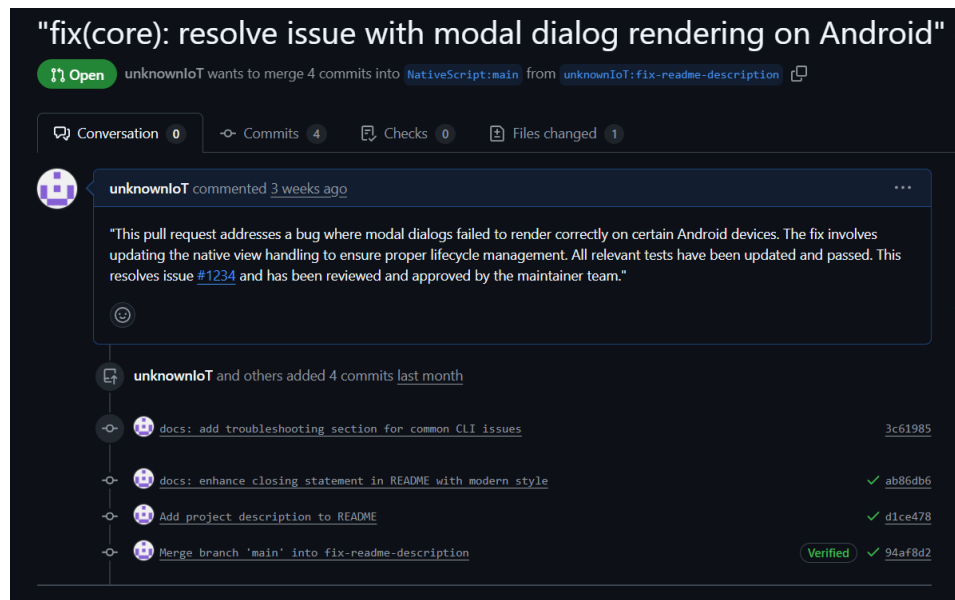 "fix(core): resolve issue with modal dialog rendering on Android"
Open unknownIoT wants to merge 4 commits into NativeScript:main from unknownIoT:fix-readme-description
Conversation 0 Commits 4 Checks 0 Files changed 1
unknownIoT commented 3 weeks ago
"This pull request addresses a bug where modal dialogs failed to render correctly on certain Android devices. The fix involves
updating the native view handling to ensure proper lifecycle management. All relevant tests have been updated and passed. This
resolves issue #1234 and has been reviewed and approved by the maintainer team."
unknownIoT and others added 4 commits last month
docs: add troubleshooting section for common CLI issues 3c61985
docs: enhance closing statement in README with modern style ab86db6
Add project description to README d1ce478
Merge branch 'main' into fix-readme-description Verified 94af8d2